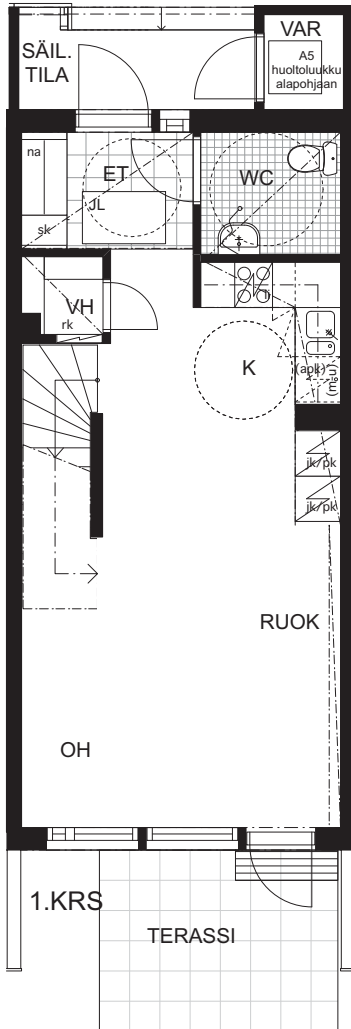 SÄIL.
TILA
VAR
A5
huoltoluukku
alapohjaan
na
ET
WC
JL
sk
VH
rk
K
(apk)
(mu)
jk/pk
jk/pk
RUOK
OH
1.KRS
TERASSI